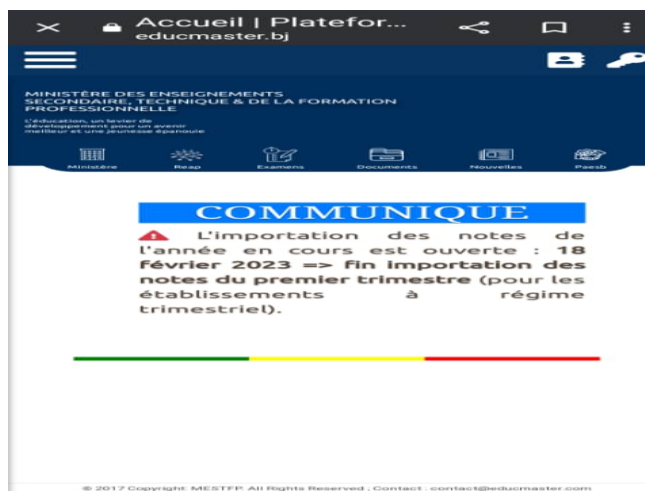 Accueil | Platefor...
educmaster.bj
MINISTÈRE DES ENSEIGNEMENTS
SECONDAIRE, TECHNIQUE & DE LA FORMATION
PROFESSIONNELLE
L'éducation, un levier de
développement pour un avenir
meilleur et une jeunesse épanouie
Ministère Reap Examens Documents Nouvelles Paesb
COMMUNIQUE
L'importation des notes de
l'année en cours est ouverte : 18
février 2023 => fin importation des
notes du premier trimestre (pour les
établissements à régime
trimestriel).
© 2017 Copyright: MESTFP. All Rights Reserved , Contact : contact@educmaster.com